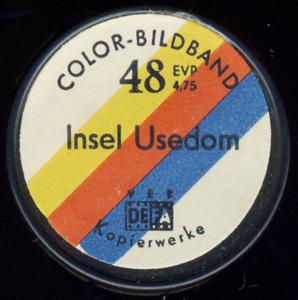 COLOR-BILDBAND
48 EVP
4,75
Insel Usedom
VEB
DEFA
Kopierwerke